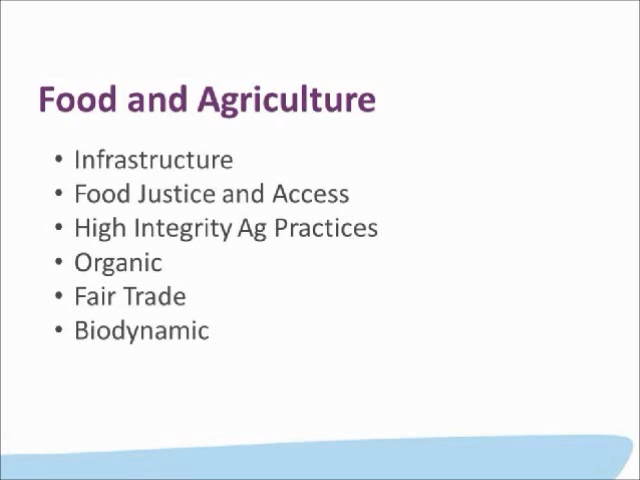 Food and Agriculture
• Infrastructure
• Food Justice and Access
• High Integrity Ag Practices
• Organic
• Fair Trade
• Biodynamic